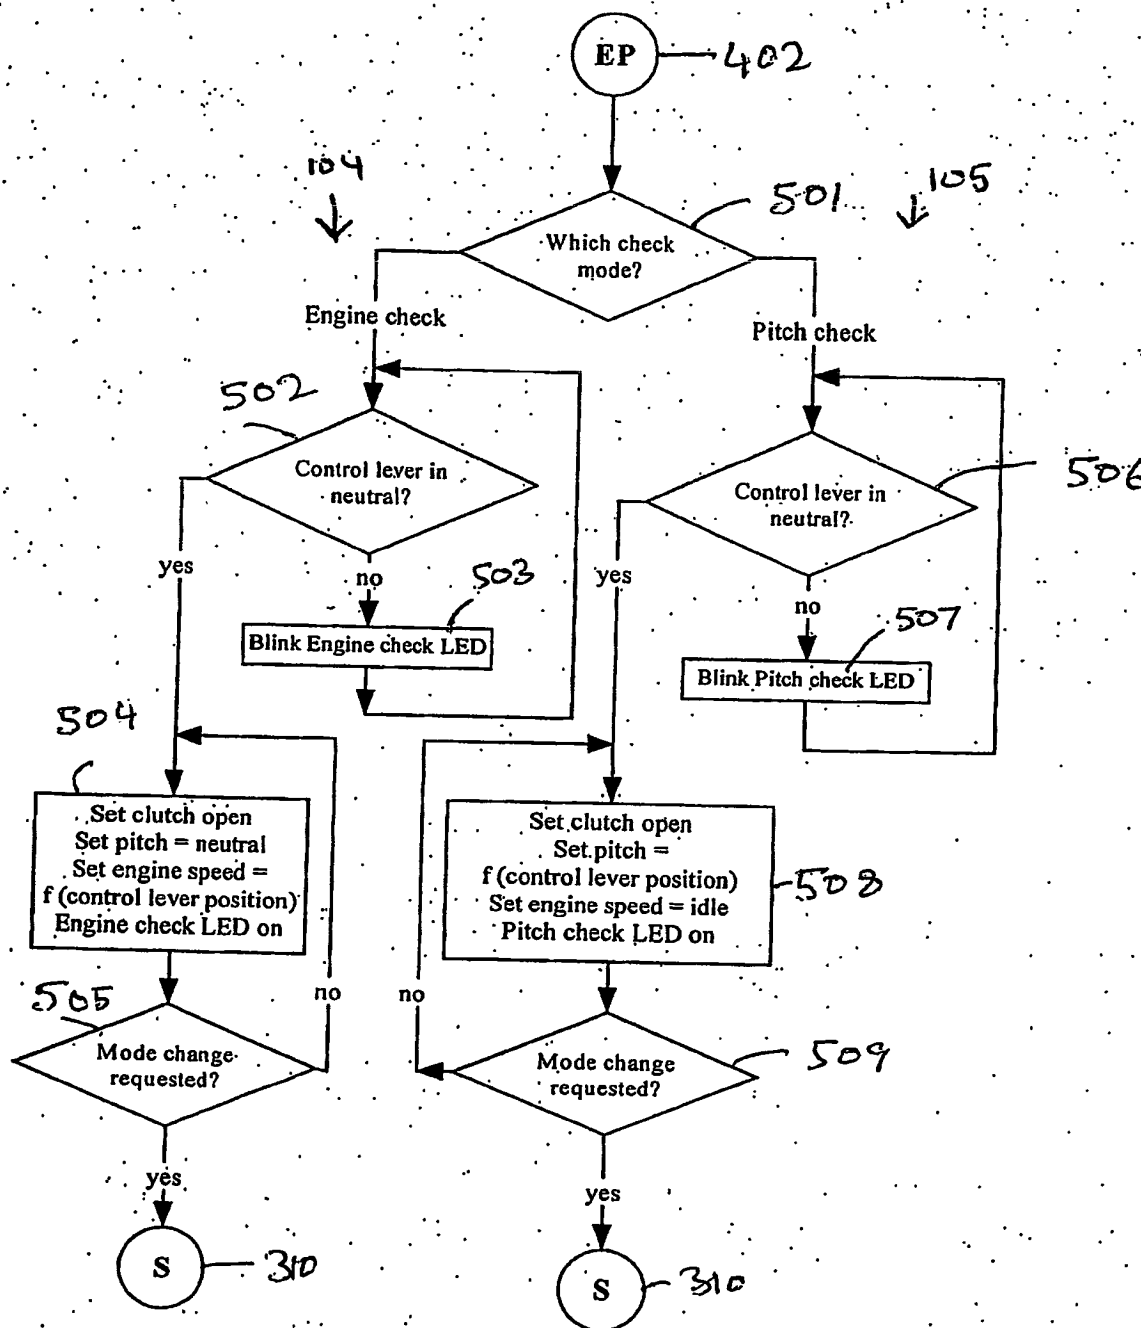 EP
402
104
105
501
Which check
mode?
Engine check
Pitch check
502
Control lever in
neutral?
506
Control lever in
neutral?
yes
no
503
yes
no
507
Blink Engine check LED
Blink Pitch check LED
504
Set clutch open
Set pitch = neutral
Set engine speed =
f (control lever position)
Engine check LED on
Set clutch open
Set pitch =
f (control lever position)
Set engine speed = idle
Pitch check LED on
508
505
no
no
Mode change
requested?
Mode change
requested?
509
yes
yes
S
310
S
310